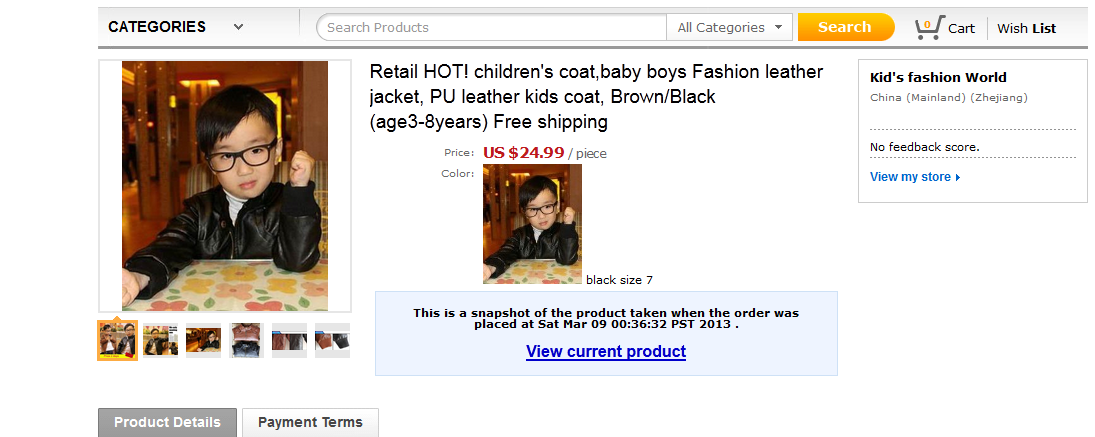 CATEGORIES
Search Products
All Categories
Search
0
Cart
Wish List
Retail HOT! children's coat,baby boys Fashion leather
jacket, PU leather kids coat, Brown/Black
(age3-8years) Free shipping
Price: US $24.99 / piece
Color:
black size 7
This is a snapshot of the product taken when the order was
placed at Sat Mar 09 00:36:32 PST 2013 .
View current product
Kid's fashion World
China (Mainland) (Zhejiang)
No feedback score.
View my store
Product Details
Payment Terms